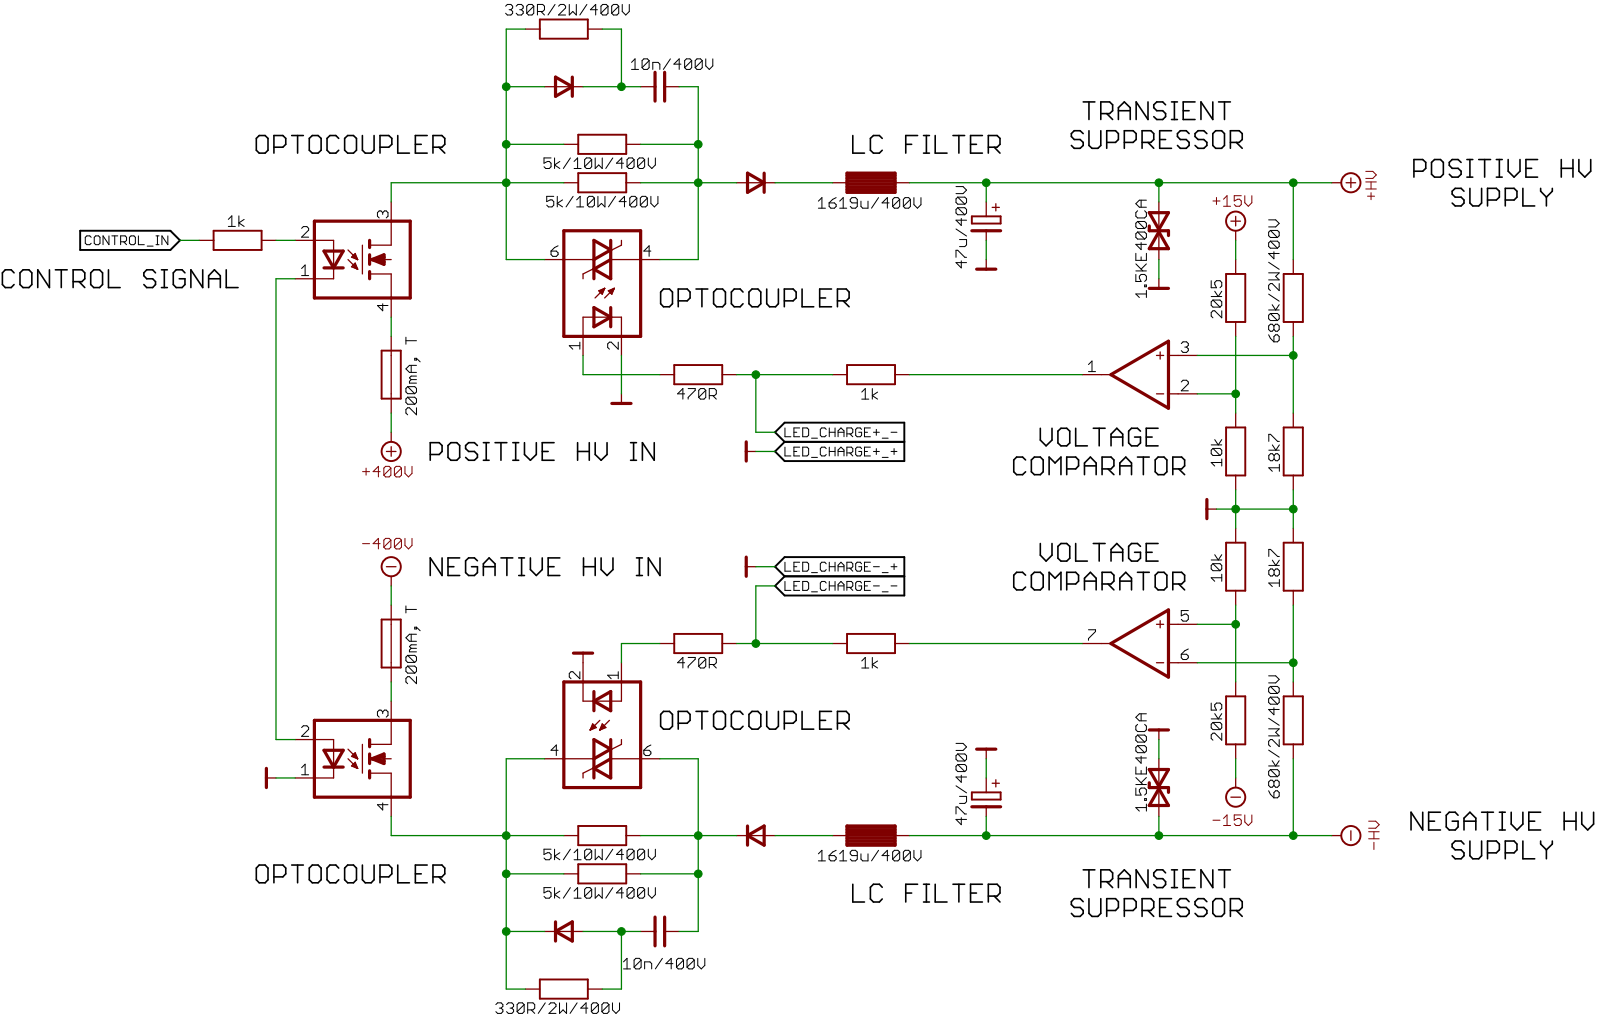 330R/2W/400V
10n/400V
TRANSIENT
SUPPRESSOR
OPTOCOUPLER
LC FILTER
5k/10W/400V
POSITIVE HV
SUPPLY
HV+
5k/10W/400V
1619u/400V
47u/400V
+
1.5KE400CA
+15V
680k/2W/400V
20k5
1k
CONTROL_IN
CONTROL SIGNAL
2
1
3
4
6
4
OPTOCOUPLER
1
2
200mA, T
470R
1k
1
+
-
3
2
LED_CHARGE+_-
LED_CHARGE+_+
+400V
POSITIVE HV IN
VOLTAGE
COMPARATOR
10k
18k7
-400V
NEGATIVE HV IN
LED_CHARGE-_+
LED_CHARGE-_-
VOLTAGE
COMPARATOR
10k
18k7
200mA, T
470R
1k
7
+
-
5
6
2
1
OPTOCOUPLER
4
6
2
1
3
4
47u/400V
+
1.5KE400CA
20k5
680k/2W/400V
-15V
HV-
NEGATIVE HV
SUPPLY
5k/10W/400V
1619u/400V
OPTOCOUPLER
5k/10W/400V
LC FILTER
TRANSIENT
SUPPRESSOR
10n/400V
330R/2W/400V